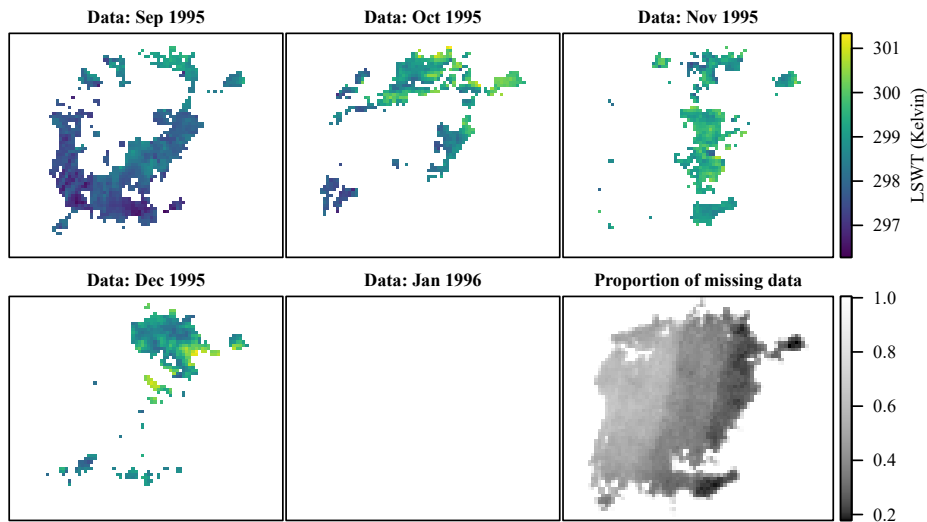 Data: Sep 1995
Data: Oct 1995
Data: Nov 1995
301
300
299
298
297
LSWT (Kelvin)
Data: Dec 1995
Data: Jan 1996
Proportion of missing data
1.0
0.8
0.6
0.4
0.2